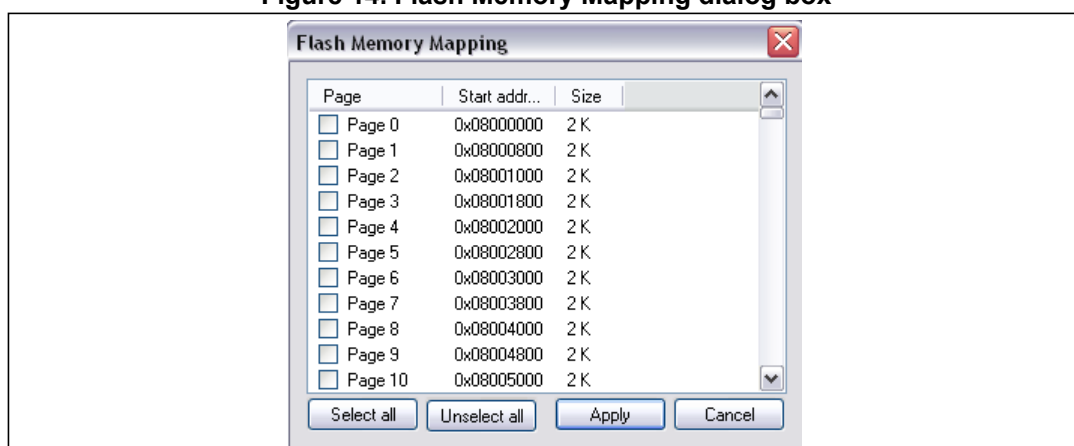 Figure 14. Flash Memory Mapping dialog box
Flash Memory Mapping
Page Start addr... Size
Page 0 0x08000000 2 K
Page 1 0x08000800 2 K
Page 2 0x08001000 2 K
Page 3 0x08001800 2 K
Page 4 0x08002000 2 K
Page 5 0x08002800 2 K
Page 6 0x08003000 2 K
Page 7 0x08003800 2 K
Page 8 0x08004000 2 K
Page 9 0x08004800 2 K
Page 10 0x08005000 2 K
Select all Unselect all Apply Cancel